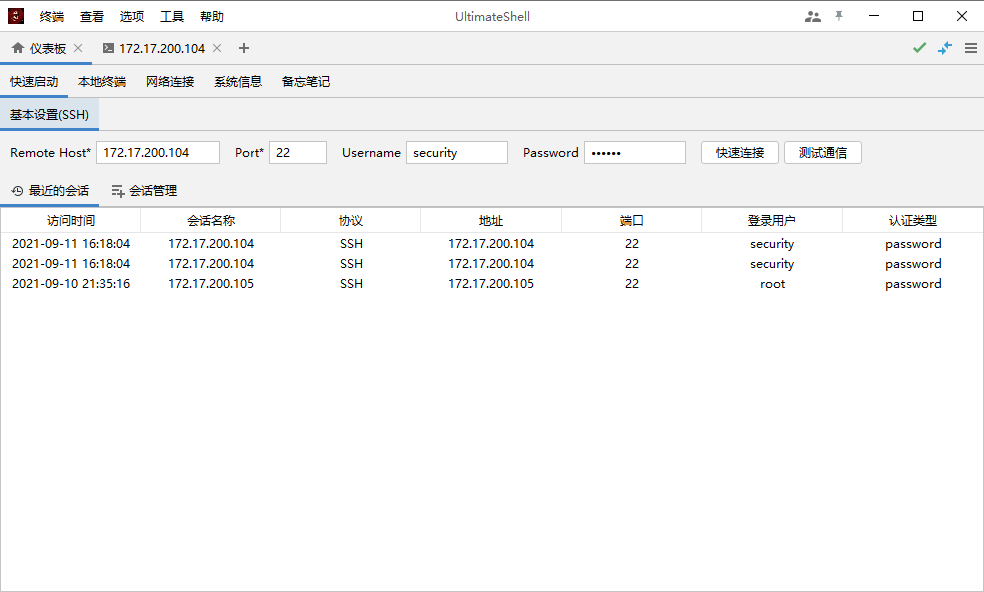 终端 查看 选项 工具 帮助 UltimateShell
仪表板 172.17.200.104
快速启动 本地终端 网络连接 系统信息 备忘笔记
基本设置(SSH)
Remote Host* 172.17.200.104 Port* 22 Username security Password •••••• 快速连接 测试通信
最近的会话 会话管理
访问时间 会话名称 协议 地址 端口 登录用户 认证类型
2021-09-11 16:18:04 172.17.200.104 SSH 172.17.200.104 22 security password
2021-09-11 16:18:04 172.17.200.104 SSH 172.17.200.104 22 security password
2021-09-10 21:35:16 172.17.200.105 SSH 172.17.200.105 22 root password